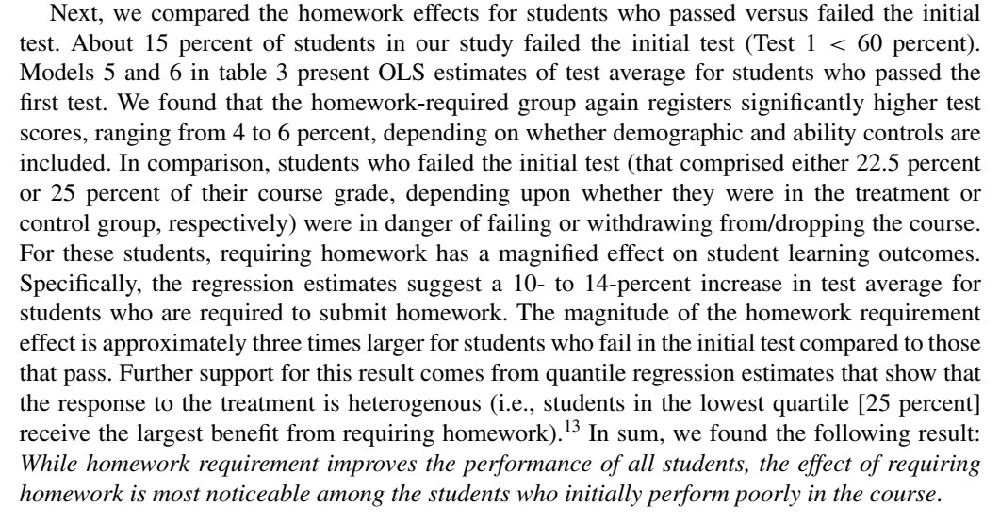 Next, we compared the homework effects for students who passed versus failed the initial
test. About 15 percent of students in our study failed the initial test (Test 1 < 60 percent).
Models 5 and 6 in table 3 present OLS estimates of test average for students who passed the
first test. We found that the homework-required group again registers significantly higher test
scores, ranging from 4 to 6 percent, depending on whether demographic and ability controls are
included. In comparison, students who failed the initial test (that comprised either 22.5 percent
or 25 percent of their course grade, depending upon whether they were in the treatment or
control group, respectively) were in danger of failing or withdrawing from/dropping the course.
For these students, requiring homework has a magnified effect on student learning outcomes.
Specifically, the regression estimates suggest a 10- to 14-percent increase in test average for
students who are required to submit homework. The magnitude of the homework requirement
effect is approximately three times larger for students who fail in the initial test compared to those
that pass. Further support for this result comes from quantile regression estimates that show that
the response to the treatment is heterogenous (i.e., students in the lowest quartile [25 percent]
receive the largest benefit from requiring homework).13 In sum, we found the following result:
While homework requirement improves the performance of all students, the effect of requiring
homework is most noticeable among the students who initially perform poorly in the course.